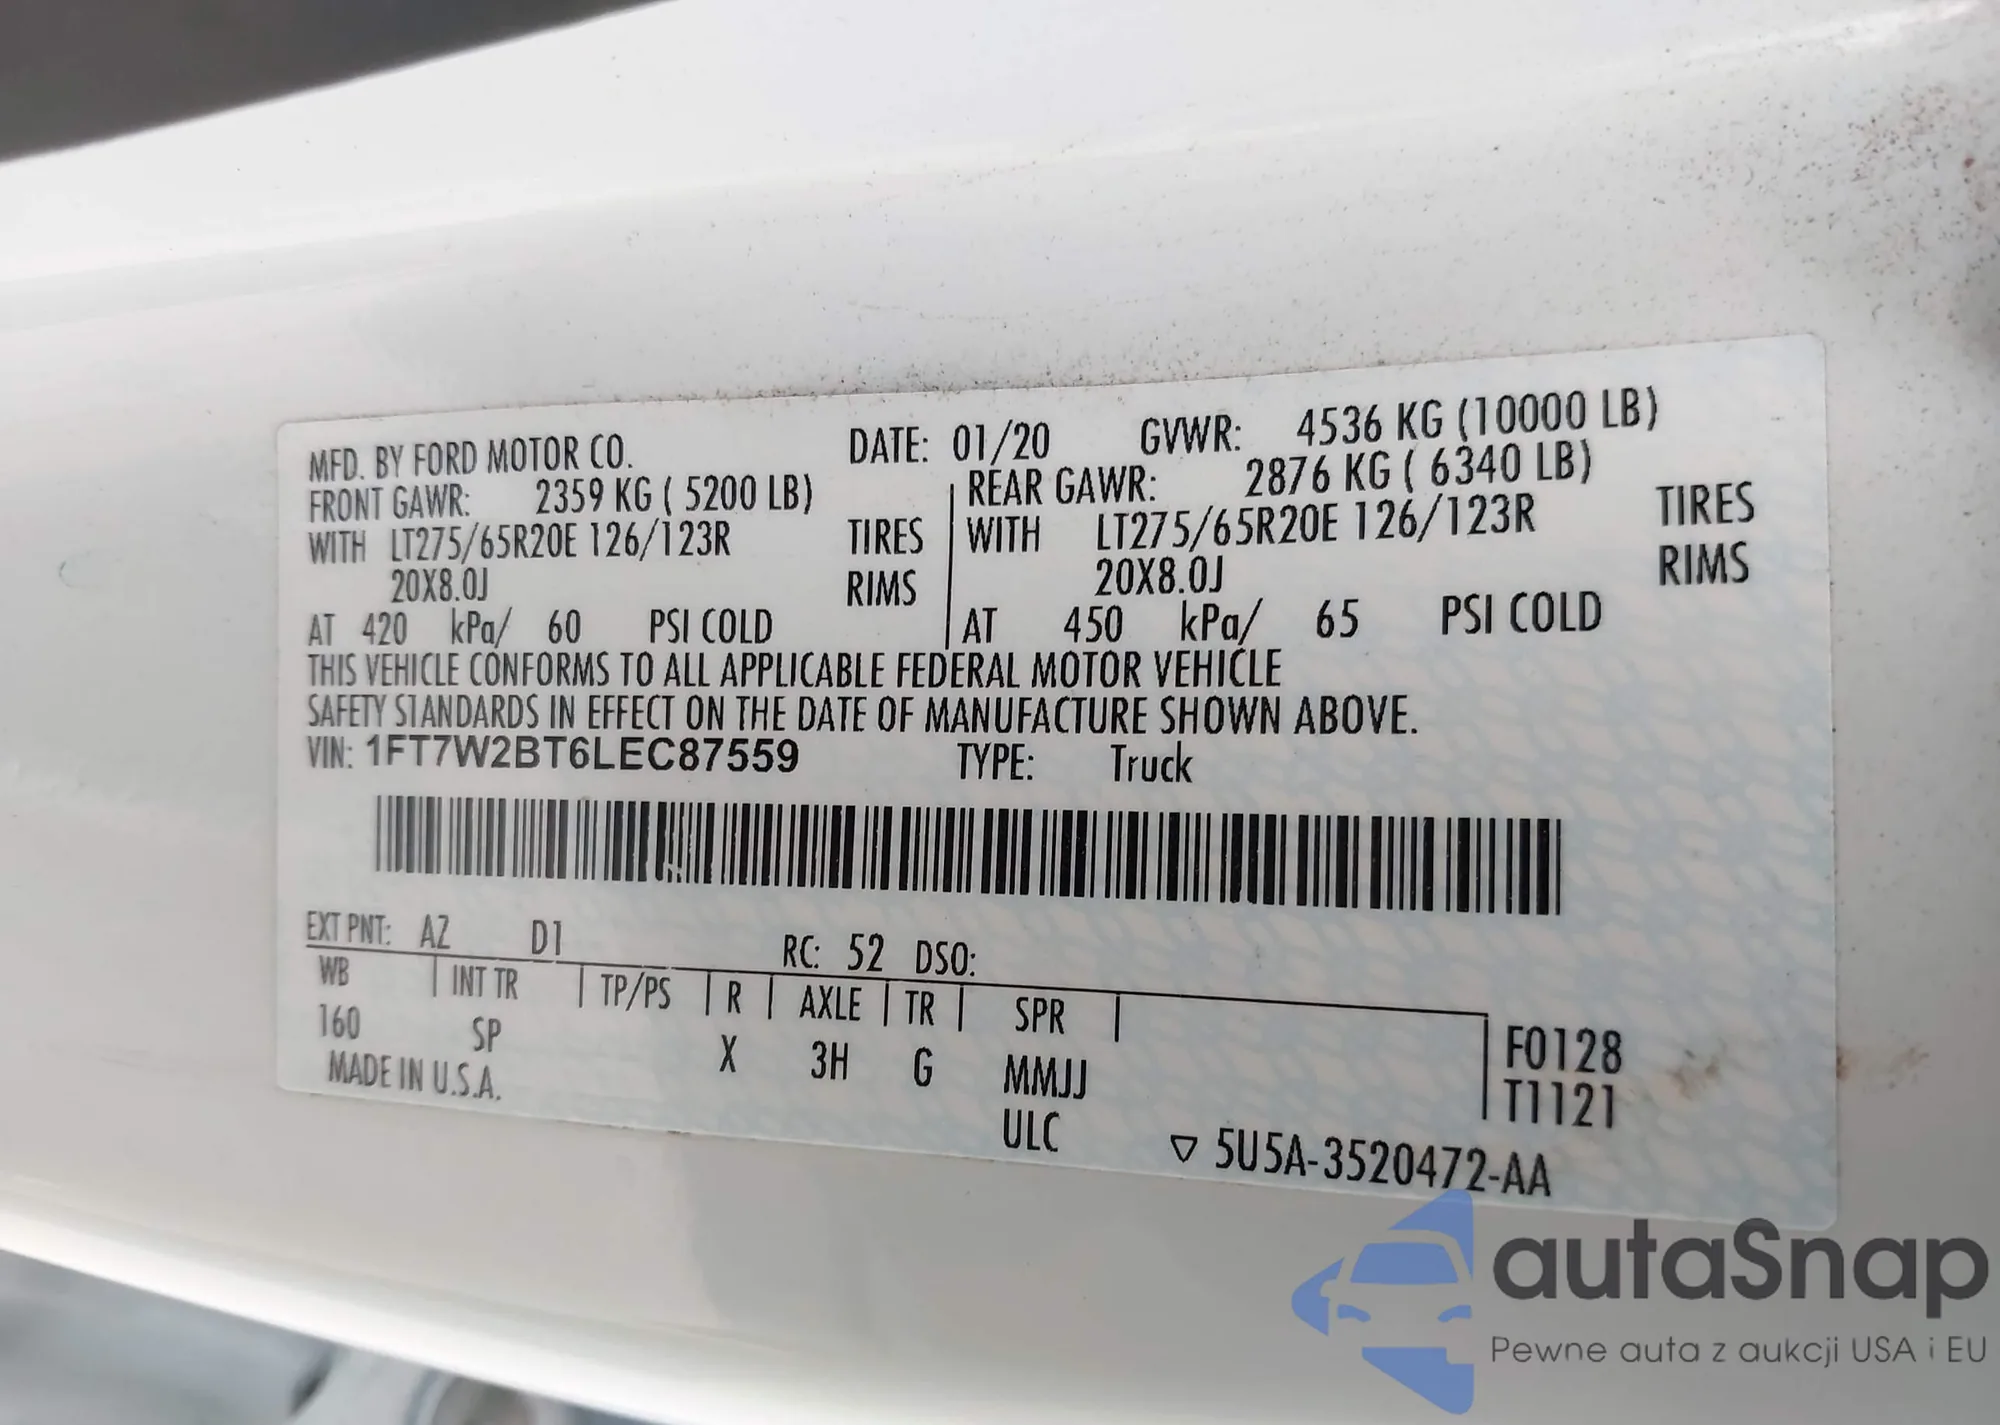 MFD. BY FORD MOTOR CO. DATE: 01/20 GVWR: 4536 KG (10000 LB)
FRONT GAWR: 2359 KG ( 5200 LB) REAR GAWR: 2876 KG ( 6340 LB)
WITH LT275/65R20E 126/123R TIRES WITH LT275/65R20E 126/123R TIRES
20X8.0J RIMS 20X8.0J RIMS
AT 420 kPa/ 60 PSI COLD AT 450 kPa/ 65 PSI COLD
THIS VEHICLE CONFORMS TO ALL APPLICABLE FEDERAL MOTOR VEHICLE
SAFETY STANDARDS IN EFFECT ON THE DATE OF MANUFACTURE SHOWN ABOVE.
VIN: 1FT7W2BT6LEC87559 TYPE: Truck
EXT PNT: AZ D1 RC: 52 DSO:
WB INT TR TP/PS R AXLE TR SPR
160 SP X 3H G MMJJ F0128
MADE IN U.S.A. ULC T1121
▽ 5U5A-3520472-AA
autaSnap
Pewne auta z aukcji USA i EU